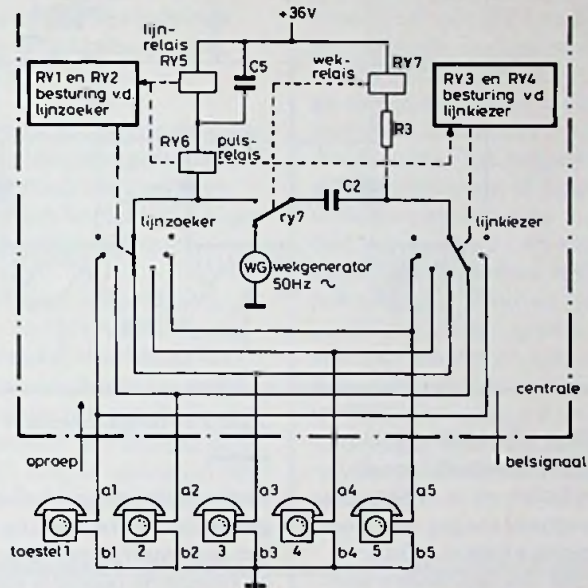 +36V
lijn-
relais
RY5
C5
wek-
relais
RY7
RY1 en RY2
besturing v.d.
lijnzoeker
RY3 en RY4
besturing v.d
lijnkiezer
RY6
puls-
relais
R3
C2
lijnzoeker
ry7
lijnkiezer
WG
wekgenerator
50Hz ~
centrale
oproep
belsignaal
a1
a2
a3
a4
a5
toestel 1
2
3
4
5
b1
b2
b3
b4
b5